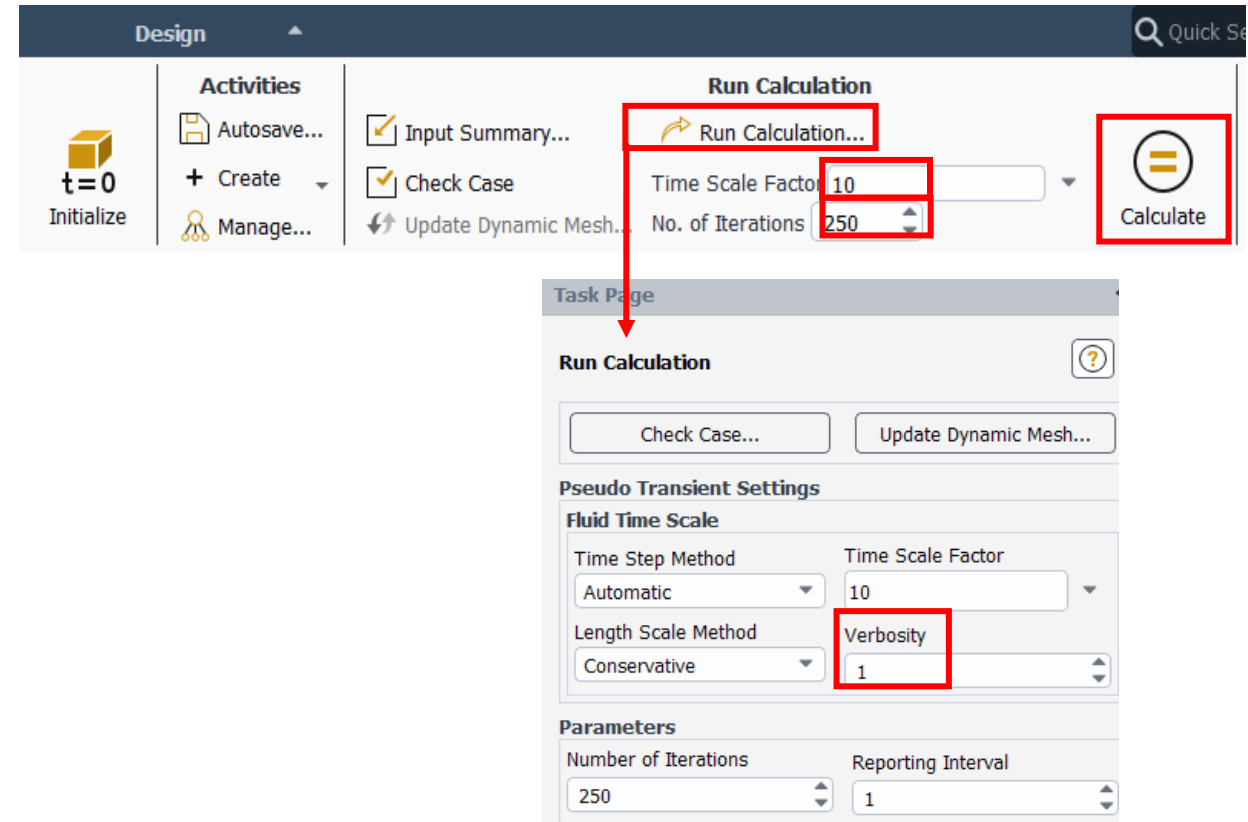 Design
Quick Se
Activities
Run Calculation
Autosave...
Input Summary...
Run Calculation...
t=0
Initialize
+ Create
Check Case
Time Scale Factor 10
Manage...
Update Dynamic Mesh...
No. of Iterations 250
Calculate
Task Page
Run Calculation
?
Check Case...
Update Dynamic Mesh...
Pseudo Transient Settings
Fluid Time Scale
Time Step Method
Time Scale Factor
Automatic
10
Length Scale Method
Verbosity
Conservative
1
Parameters
Number of Iterations
Reporting Interval
250
1